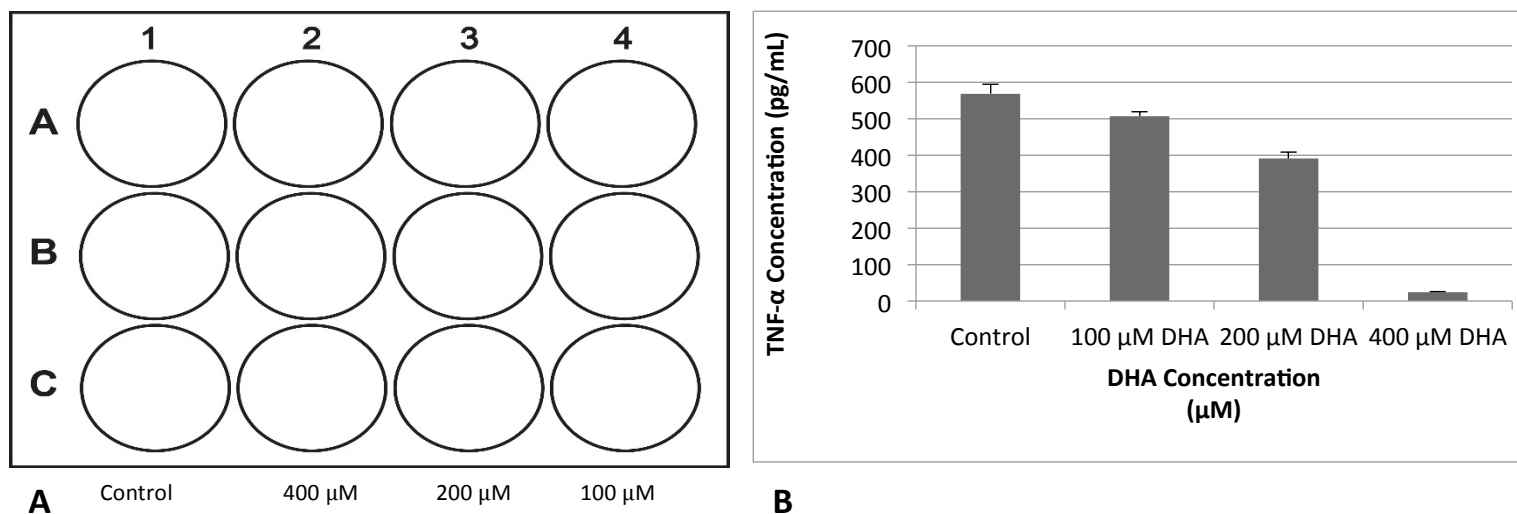 1 2 3 4
A
B
C
Control 400 µM 200 µM 100 µM
A
TNF-α Concentration (pg/mL)
700
600
500
400
300
200
100
0
Control 100 µM DHA 200 µM DHA 400 µM DHA
DHA Concentration
(µM)
B